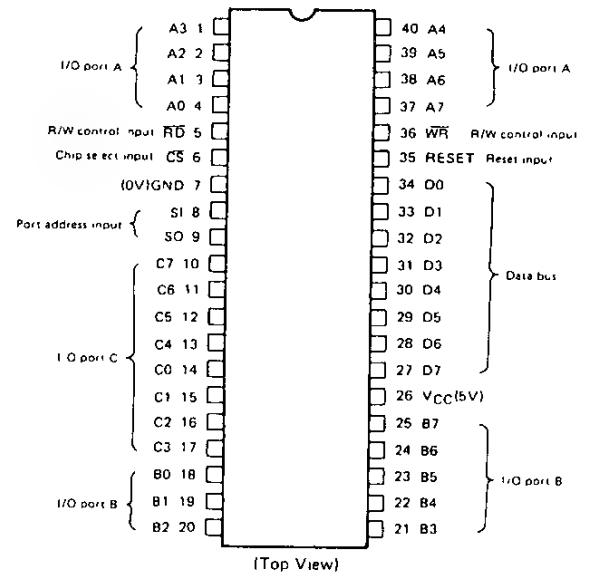 A3 1
A2 2
I/O port A
A1 3
A0 4
R/W control input R̅D̅ 5
Chip select input C̅S̅ 6
(0V)GND 7
SI 8
Port address input
SO 9
C7 10
C6 11
C5 12
C4 13
I O port C
C0 14
C1 15
C2 16
C3 17
B0 18
I/O port B
B1 19
B2 20
40 A4
39 A5
I/O port A
38 A6
37 A7
36 W̅R̅ R/W control input
35 RESET Reset input
34 D0
33 D1
32 D2
31 D3
Data bus
30 D4
29 D5
28 D6
27 D7
26 VCC(5V)
25 B7
24 B6
23 B5
I/O port B
22 B4
21 B3
(Top View)